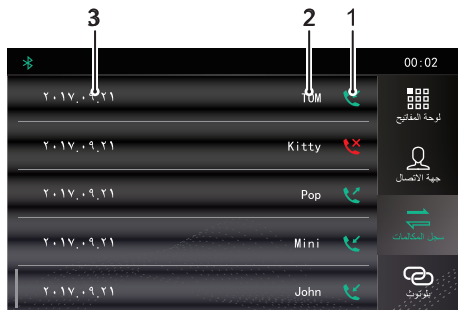 3 2 1
00:02
٢٠١٧.٠٩.٢١ TOM
٢٠١٧.٠٩.٢١ Kitty
٢٠١٧.٠٩.٢١ Pop
٢٠١٧.٠٩.٢١ Mini
٢٠١٧.٠٩.٢١ John
لوحة المفاتيح
جهة الاتصال
سجل المكالمات
بلوتوث